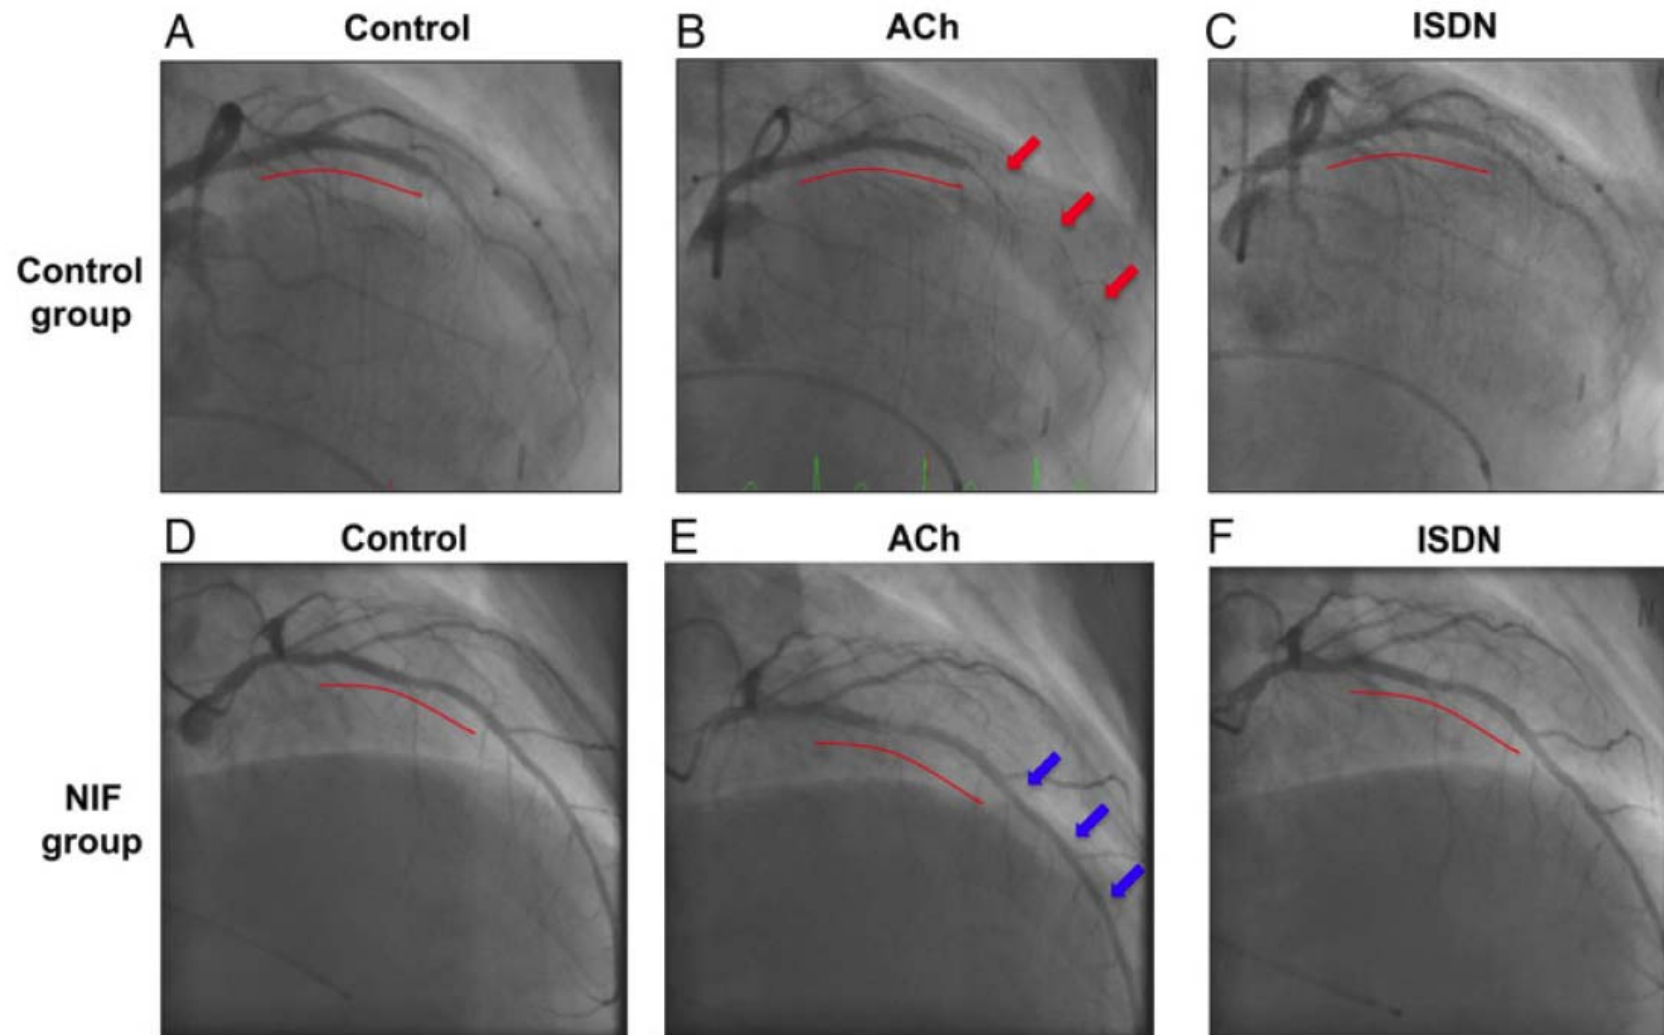 A Control
B ACh
C ISDN
Control
group
D Control
E ACh
F ISDN
NIF
group